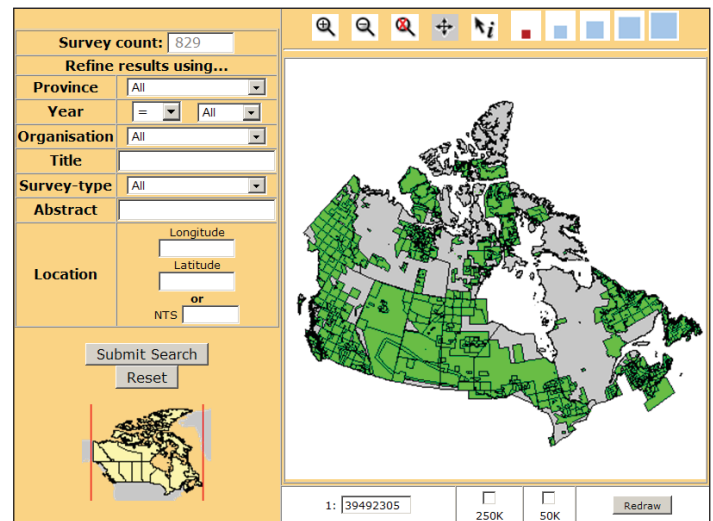 Survey count: 829
Refine results using...
Province All
Year = All
Organisation All
Title
Survey-type All
Abstract
Location
Longitude
Latitude
or
NTS
Submit Search
Reset
i
1: 39492305
250K
50K
Redraw